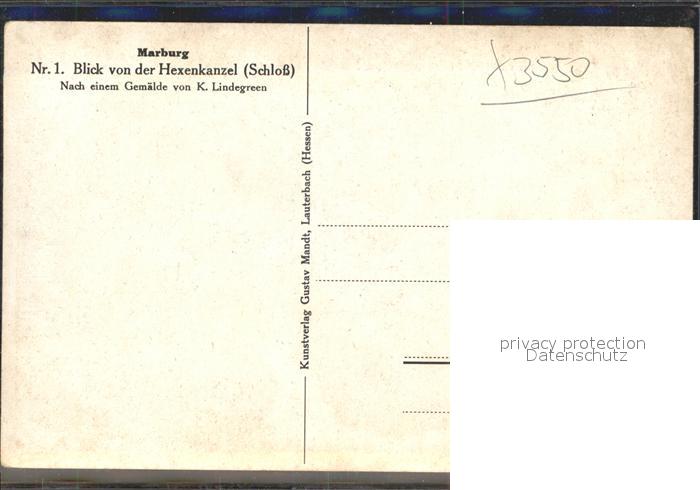 Marburg
Nr. 1. Blick von der Hexenkanzel (Schloß)
Nach einem Gemälde von K. Lindegreen
Kunstverlag Gustav Mandt, Lauterbach (Hessen)
x3550
privacy protection
Datenschutz